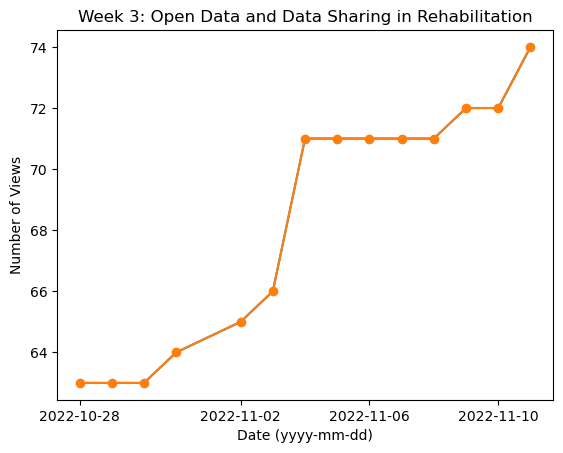 Week 3: Open Data and Data Sharing in Rehabilitation
74
72
70
68
66
64
Number of Views
2022-10-28 2022-11-02 2022-11-06 2022-11-10
Date (yyyy-mm-dd)